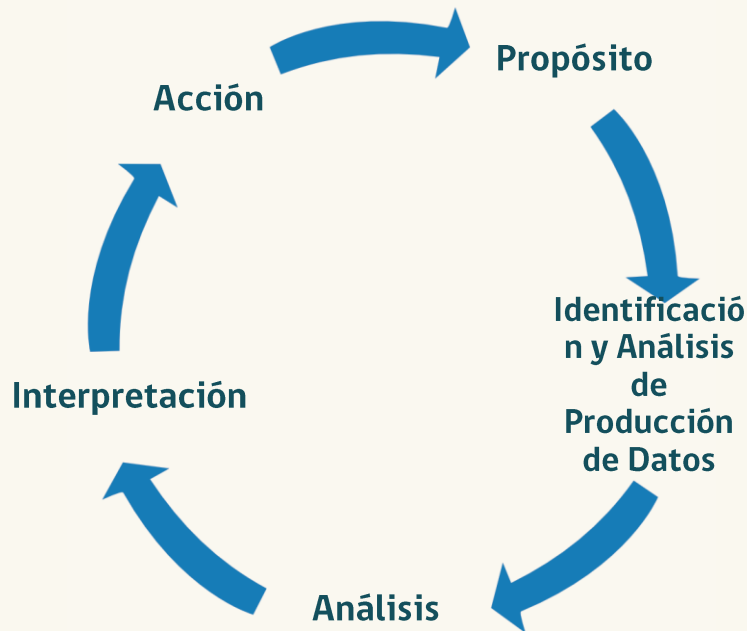 Propósito
Acción
Identificació
n y Análisis
de
Producción
de Datos
Interpretación
Análisis